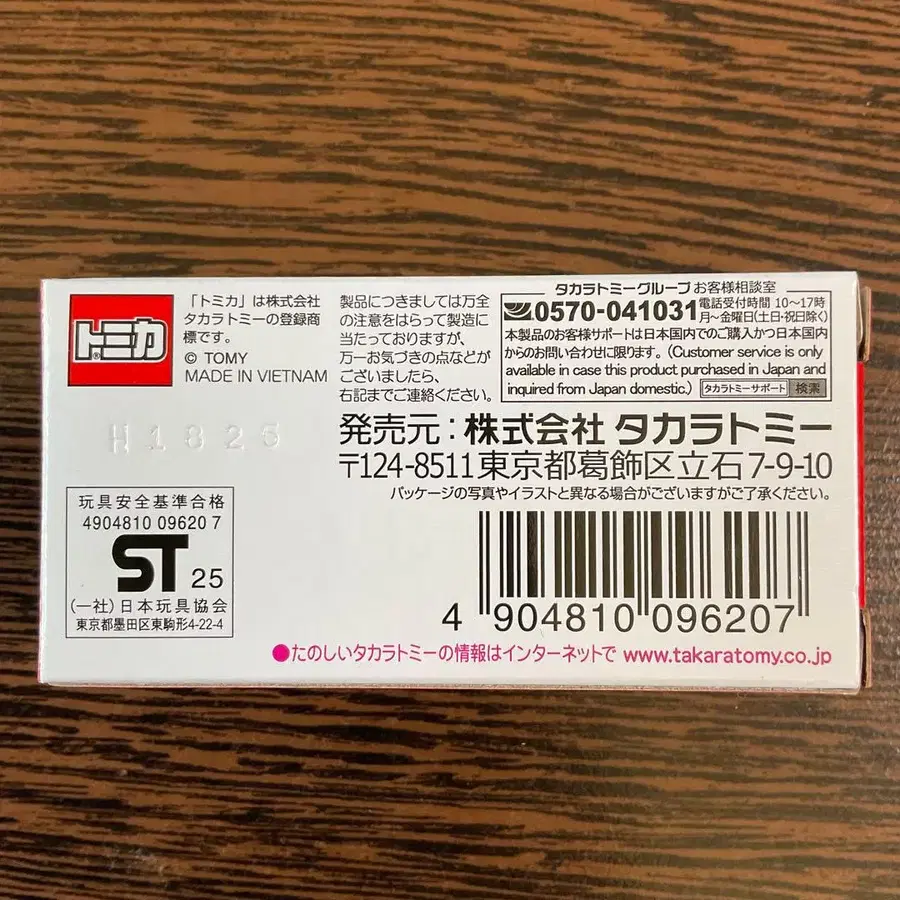 トミカ
®
「トミカ」は株式会社
タカラトミーの登録商
標です。
© TOMY
MADE IN VIETNAM
H1825
製品につきましては万全
の注意をはらって製造に
当たっておりますが、
万一お気づきの点などが
ございましたら、
右記までご連絡ください。
タカラトミーグループ お客様相談室
0570-041031
電話受付時間 10〜17時
月〜金曜日(土日・祝日除く)
本製品のお客様サポートは日本国内でのご購入かつ日本国内
からのお問い合わせに限ります。(Customer service is only
available in case this product purchased in Japan and
inquired from Japan domestic.) タカラトミーサポート 検索
発売元：株式会社 タカラトミー
〒124-8511 東京都葛飾区立石7-9-10
パッケージの写真やイラストと異なる場合がございますがご了承ください。
玩具安全基準合格
4904810 09620 7
ST 25
(一社)日本玩具協会
東京都墨田区東駒形4-22-4
4 904810 096207
●たのしいタカラトミーの情報はインターネットで www.takaratomy.co.jp